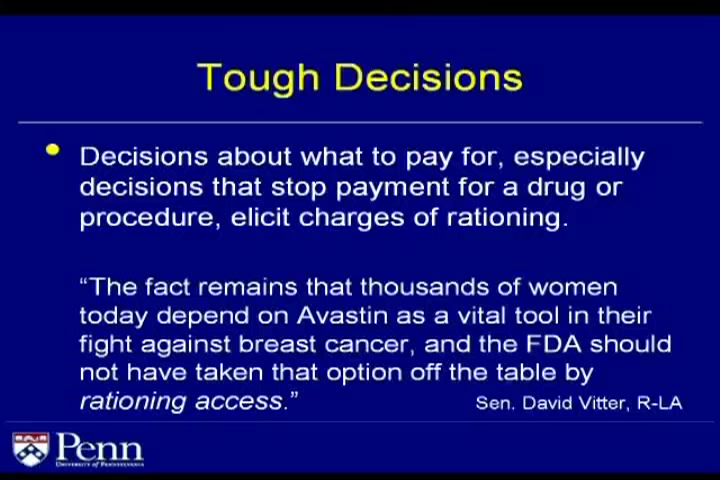 Tough Decisions
• Decisions about what to pay for, especially
decisions that stop payment for a drug or
procedure, elicit charges of rationing.
“The fact remains that thousands of women
today depend on Avastin as a vital tool in their
fight against breast cancer, and the FDA should
not have taken that option off the table by
rationing access.” Sen. David Vitter, R-LA
Penn
UNIVERSITY OF PENNSYLVANIA